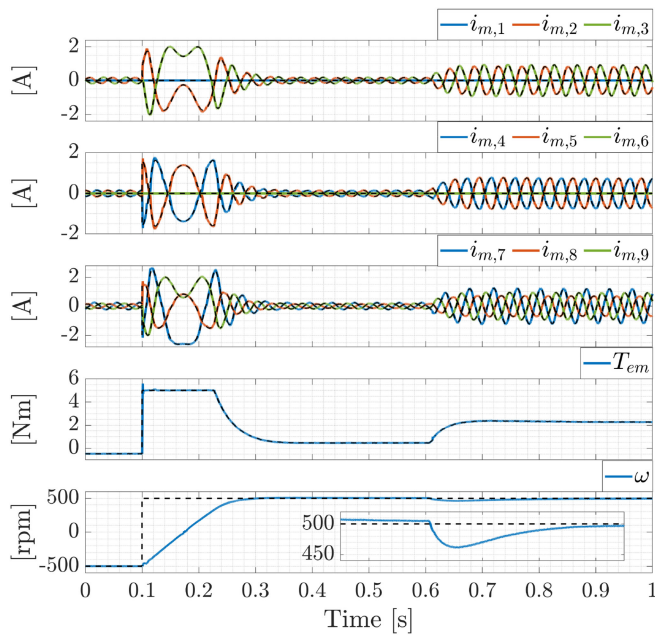 i_{m,1} i_{m,2} i_{m,3}
2
0
-2
[A]
i_{m,4} i_{m,5} i_{m,6}
2
0
-2
[A]
i_{m,7} i_{m,8} i_{m,9}
2
0
-2
[A]
T_{em}
6
4
2
0
[Nm]
ω
500
0
-500
[rpm]
500
450
0 0.1 0.2 0.3 0.4 0.5 0.6 0.7 0.8 0.9 1
Time [s]